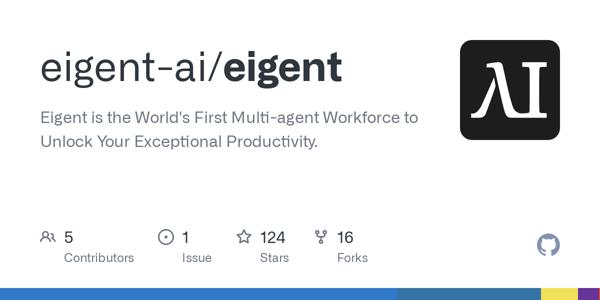 eigent-ai/eigent
Eigent is the World's First Multi-agent Workforce to
Unlock Your Exceptional Productivity.
5
Contributors
1
Issue
124
Stars
16
Forks